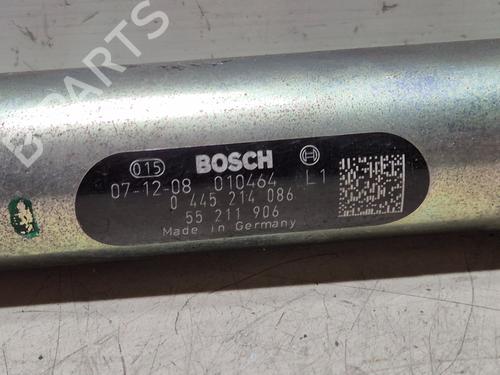 B PARTS
015 BOSCH
07-12-08 010464 L1
0 445 214 086
55 211 906
Made in Germany